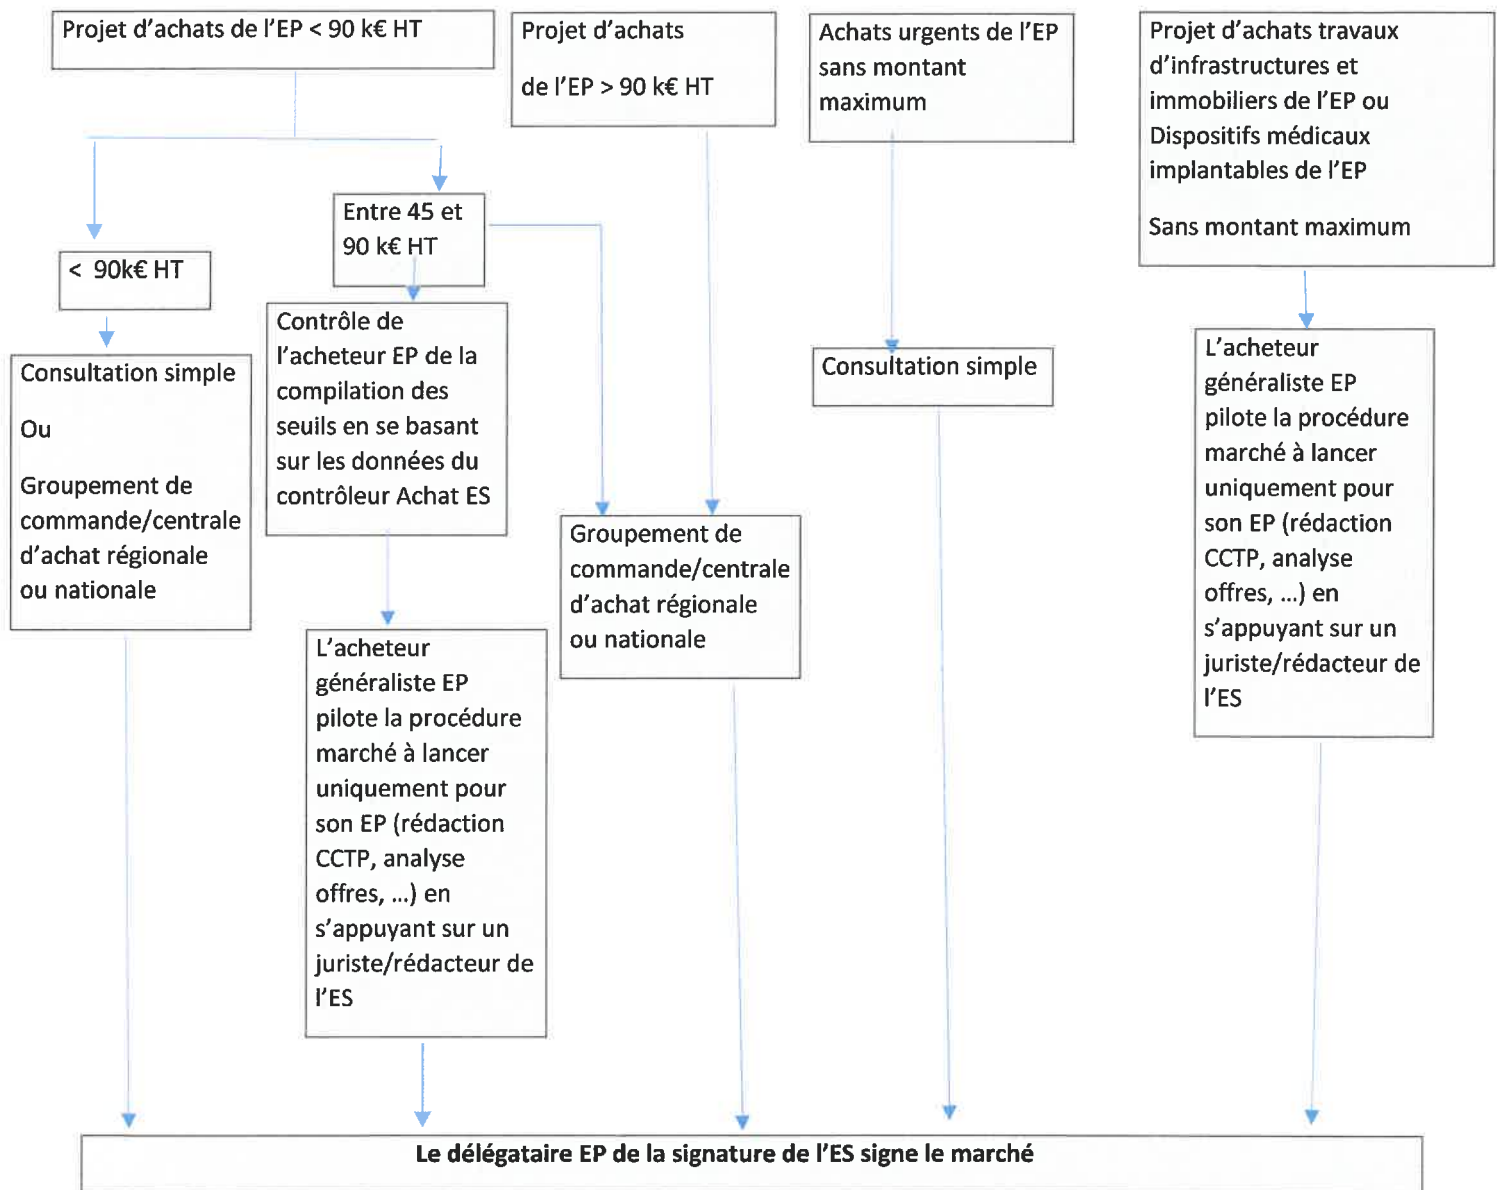 Projet d'achats de l'EP < 90 k€ HT
Projet d'achats
de l'EP > 90 k€ HT
Achats urgents de l'EP
sans montant
maximum
Projet d'achats travaux
d'infrastructures et
immobiliers de l'EP ou
Dispositifs médicaux
implantables de l'EP
Sans montant maximum
< 90k€ HT
Entre 45 et
90 k€ HT
Consultation simple
Ou
Groupement de
commande/centrale
d'achat régionale
ou nationale
Contrôle de
l'acheteur EP de la
compilation des
seuils en se basant
sur les données du
contrôleur Achat ES
L'acheteur
généraliste EP
pilote la procédure
marché à lancer
uniquement pour
son EP (rédaction
CCTP, analyse
offres, ...) en
s'appuyant sur un
juriste/rédacteur de
l'ES
Groupement de
commande/centrale
d'achat régionale
ou nationale
Consultation simple
L'acheteur
généraliste EP
pilote la procédure
marché à lancer
uniquement pour
son EP (rédaction
CCTP, analyse
offres, ...) en
s'appuyant sur un
juriste/rédacteur de
l'ES
Le délégataire EP de la signature de l'ES signe le marché